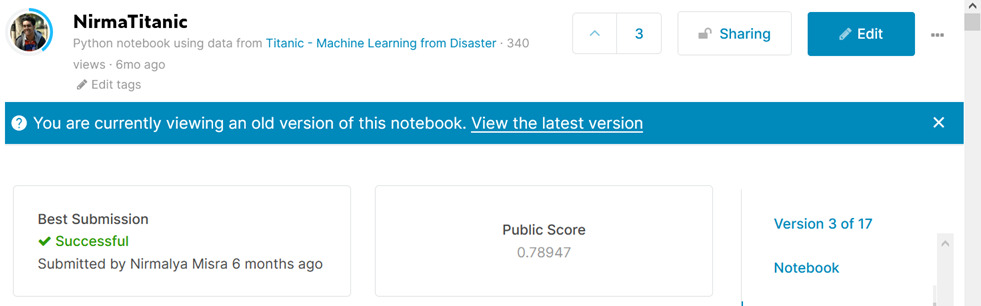 NirmaTitanic
Python notebook using data from Titanic - Machine Learning from Disaster · 340
views · 6mo ago
Edit tags
3
Sharing
Edit
You are currently viewing an old version of this notebook. View the latest version
Best Submission
Successful
Submitted by Nirmalya Misra 6 months ago
Public Score
0.78947
Version 3 of 17
Notebook